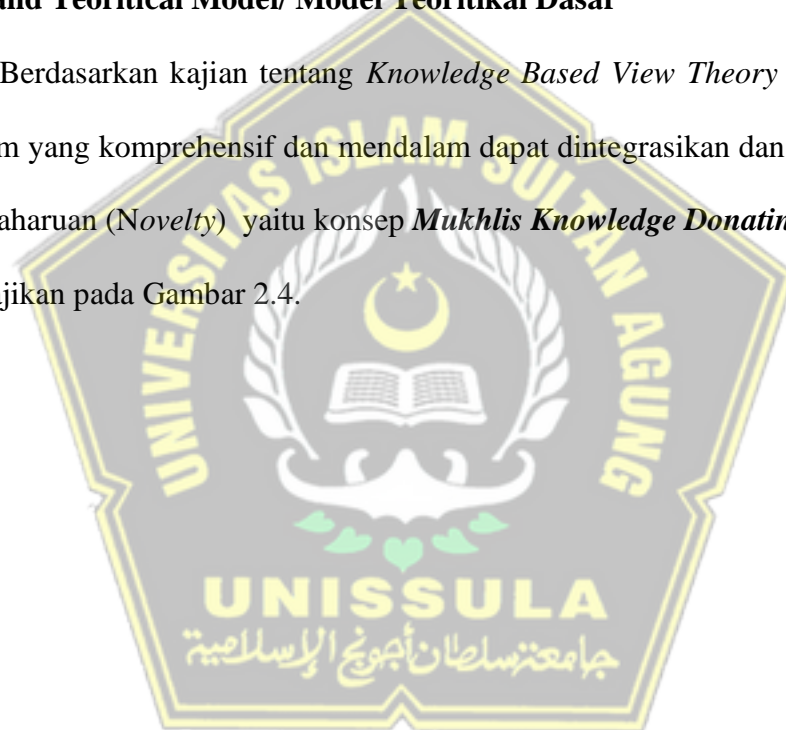 and Teoritical Model/ Model Teoritikal Dasar
Berdasarkan kajian tentang Knowledge Based View Theory
m yang komprehensif dan mendalam dapat dintegrasikan dan
aharuan (Novelty) yaitu konsep Mukhlis Knowledge Donatin
ajikan pada Gambar 2.4.
UNIVERSITAS ISLAM SULTAN AGUNG
UNISSULA
جامعتنسلطان أجونج الإسلامية